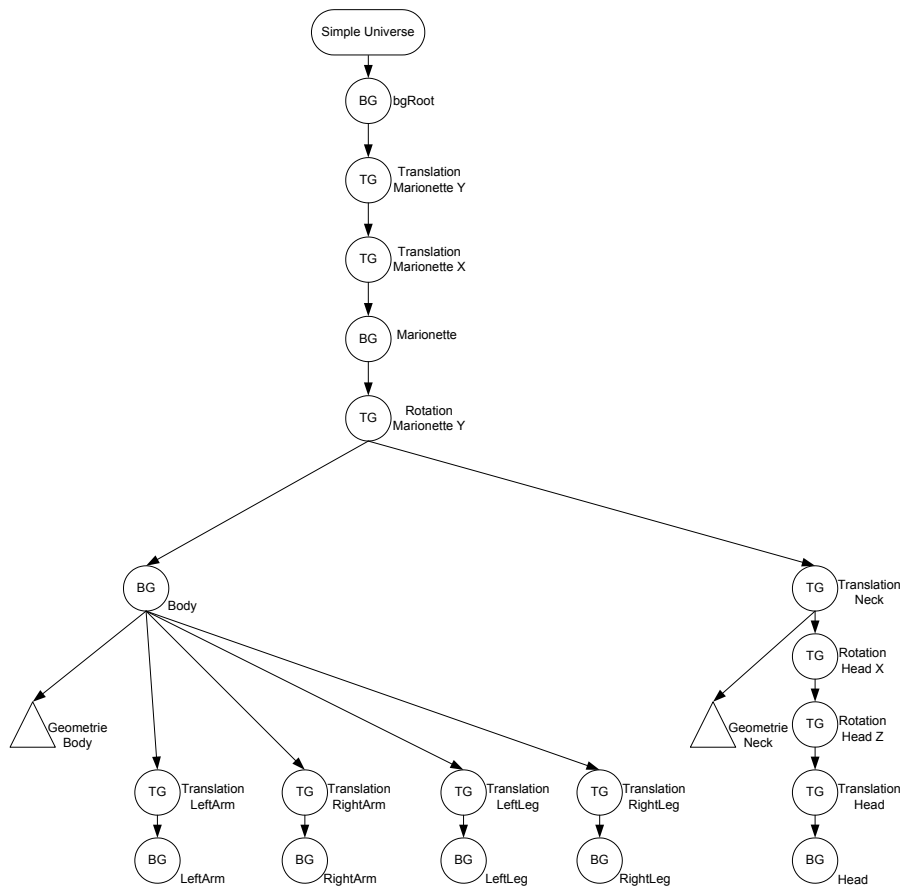 Simple Universe
BG
bgRoot
TG
Translation
Marionette Y
TG
Translation
Marionette X
BG
Marionette
TG
Rotation
Marionette Y
BG
Body
TG
Translation
Neck
TG
Rotation
Head X
Geometrie
Body
Geometrie
Neck
TG
Rotation
Head Z
TG
Translation
LeftArm
TG
Translation
RightArm
TG
Translation
LeftLeg
TG
Translation
RightLeg
TG
Translation
Head
BG
LeftArm
BG
RightArm
BG
LeftLeg
BG
RightLeg
BG
Head